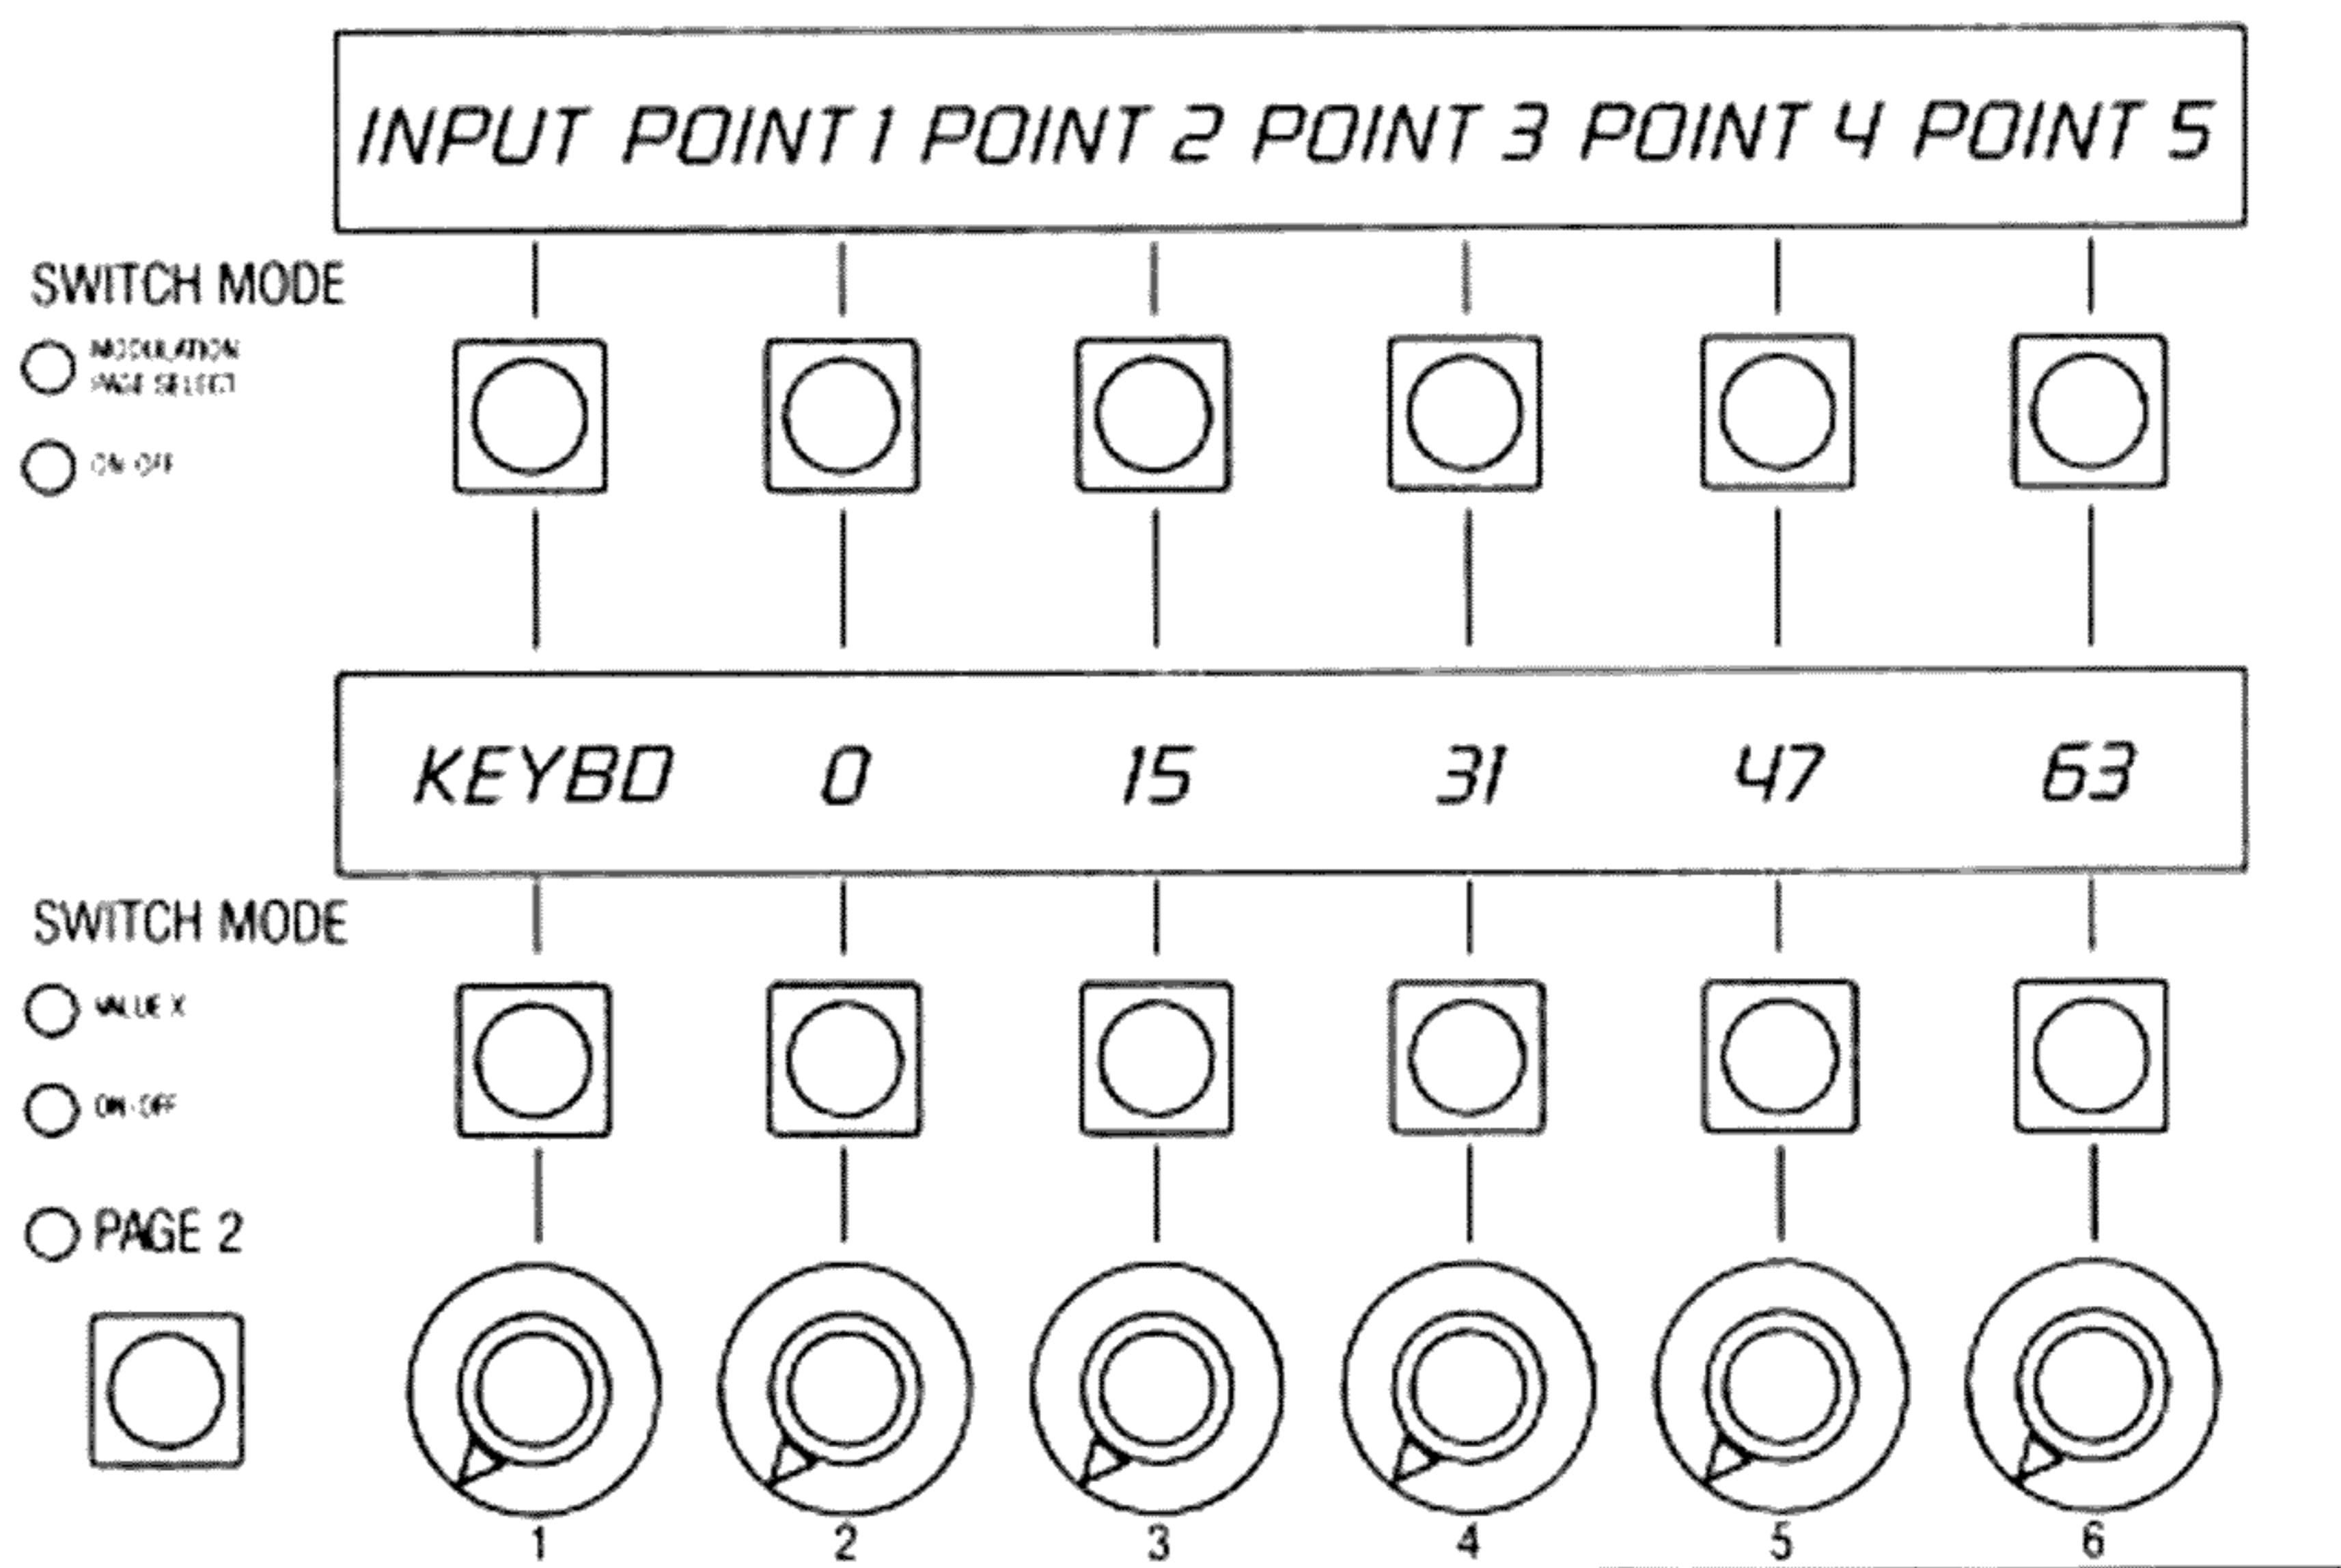 INPUT POINT 1 POINT 2 POINT 3 POINT 4 POINT 5
SWITCH MODE
MODULATION
PAGE SELECT
ON-OFF
KEYBD 0 15 31 47 63
SWITCH MODE
VALUE X
ON-OFF
PAGE 2
1 2 3 4 5 6